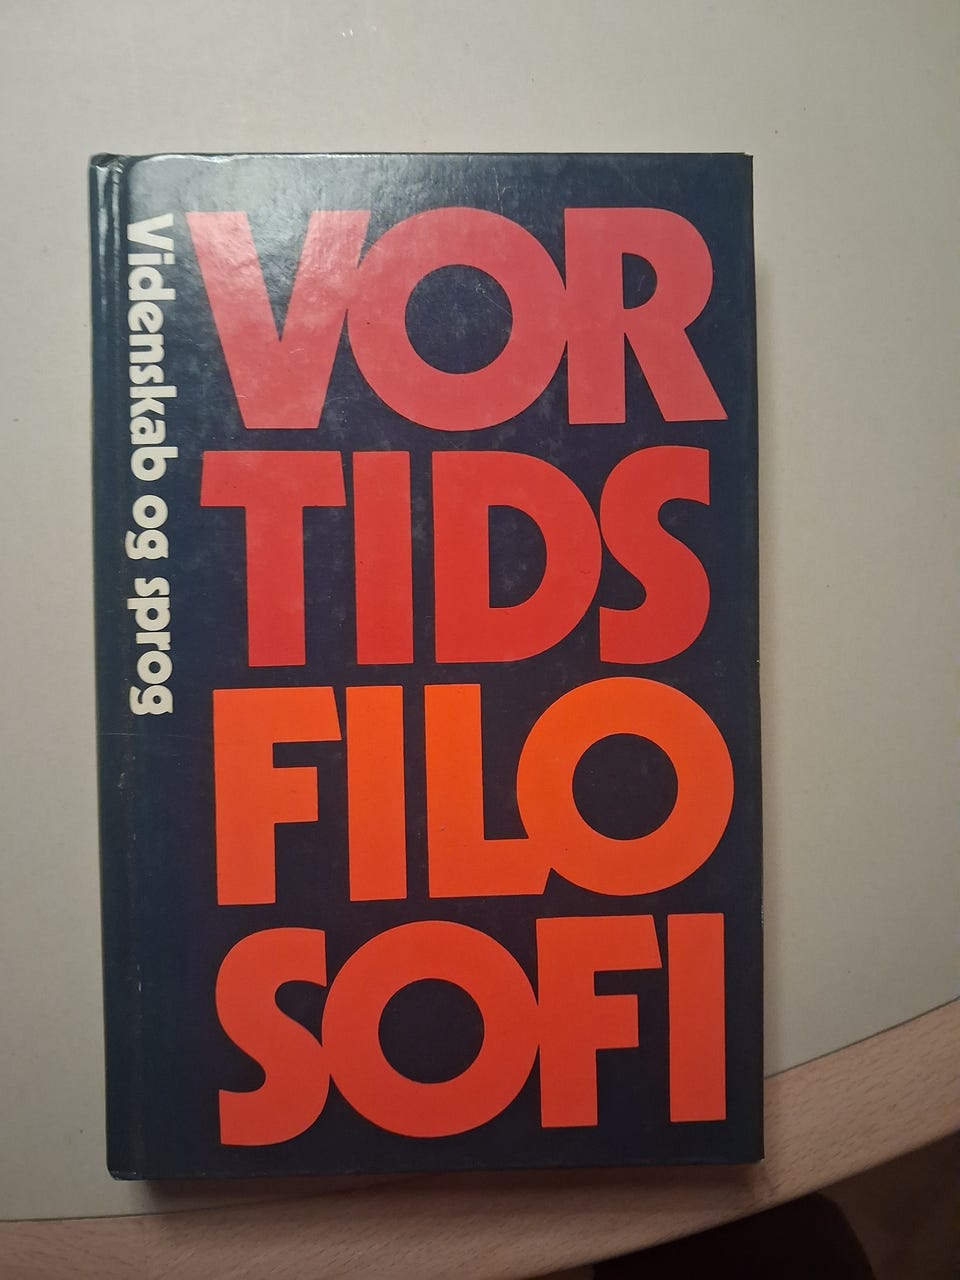 Videnskab og sprog
VOR
TIDS
FILO
SOFI